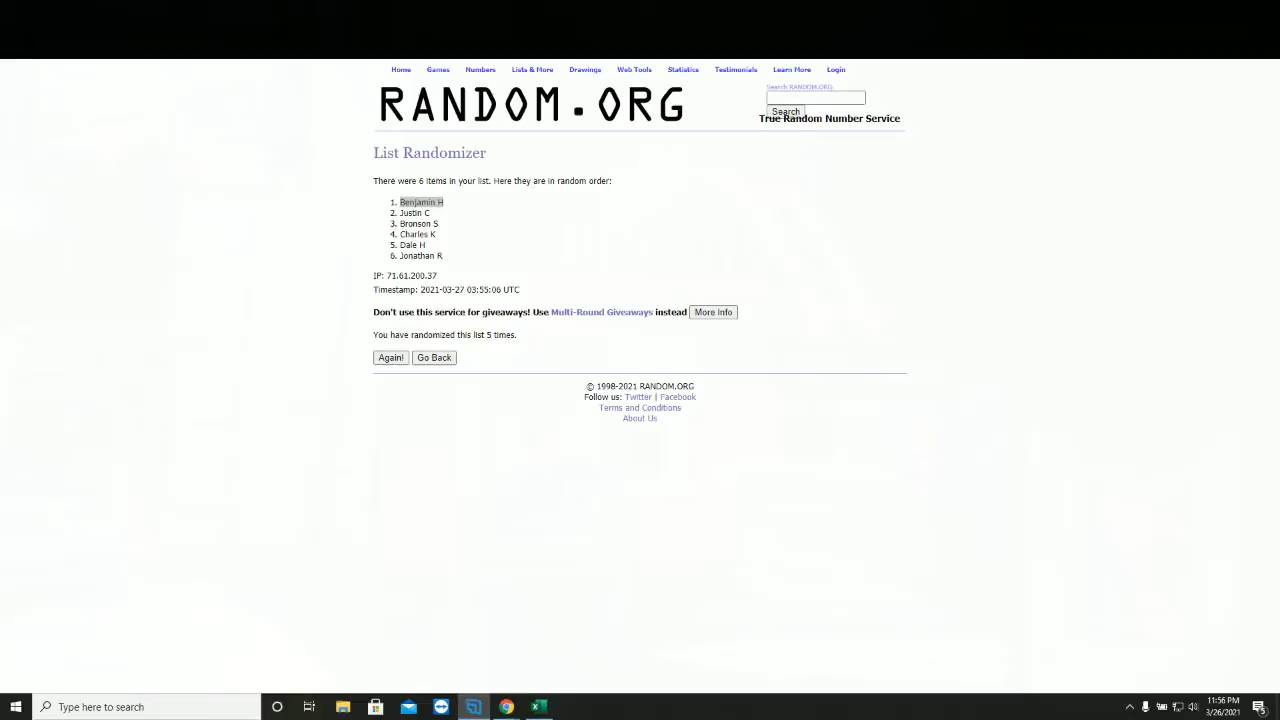 Home Games Numbers Lists & More Drawings Web Tools Statistics Testimonials Learn More Login
Search RANDOM.ORG
RANDOM.ORG
Search
True Random Number Service
List Randomizer
There were 6 items in your list. Here they are in random order:
1. Benjamin H
2. Justin C
3. Bronson S
4. Charles K
5. Dale H
6. Jonathan R
IP: 71.61.200.37
Timestamp: 2021-03-27 03:55:06 UTC
Don't use this service for giveaways! Use Multi-Round Giveaways instead More Info
You have randomized this list 5 times.
Again! Go Back
© 1998-2021 RANDOM.ORG
Follow us: Twitter | Facebook
Terms and Conditions
About Us
Type here to search
11:56 PM
3/26/2021